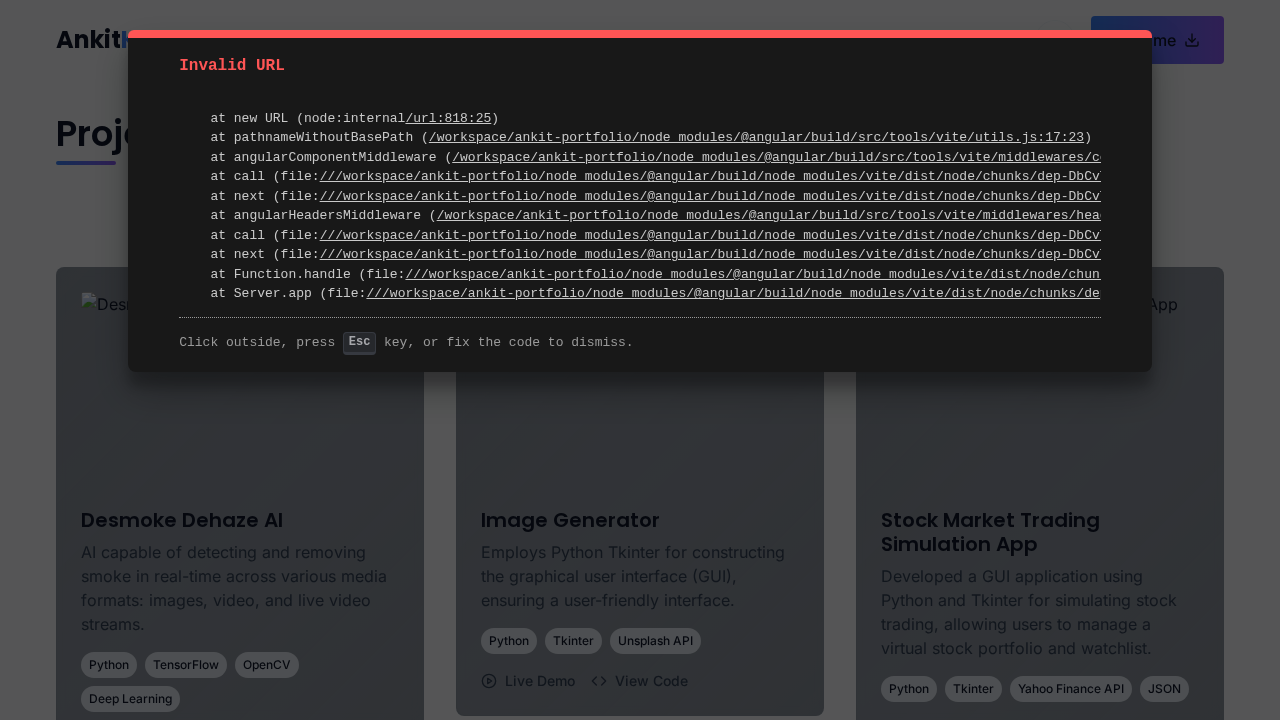 Ankit
me
Invalid URL
at new URL (node:internal/url:818:25)
at pathnameWithoutBasePath (/workspace/ankit-portfolio/node_modules/@angular/build/src/tools/vite/utils.js:17:23)
at angularComponentMiddleware (/workspace/ankit-portfolio/node_modules/@angular/build/src/tools/vite/middlewares/c
at call (file:///workspace/ankit-portfolio/node_modules/@angular/build/node_modules/vite/dist/node/chunks/dep-DbCv
at next (file:///workspace/ankit-portfolio/node_modules/@angular/build/node_modules/vite/dist/node/chunks/dep-DbCv
at angularHeadersMiddleware (/workspace/ankit-portfolio/node_modules/@angular/build/src/tools/vite/middlewares/hea
at call (file:///workspace/ankit-portfolio/node_modules/@angular/build/node_modules/vite/dist/node/chunks/dep-DbCv
at next (file:///workspace/ankit-portfolio/node_modules/@angular/build/node_modules/vite/dist/node/chunks/dep-DbCv
at Function.handle (file:///workspace/ankit-portfolio/node_modules/@angular/build/node_modules/vite/dist/node/chun
at Server.app (file:///workspace/ankit-portfolio/node_modules/@angular/build/node_modules/vite/dist/node/chunks/de
Click outside, press Esc key, or fix the code to dismiss.
Proj
Desm
App
Desmoke Dehaze AI
AI capable of detecting and removing
smoke in real-time across various media
formats: images, video, and live video
streams.
Python TensorFlow OpenCV
Deep Learning
Image Generator
Employs Python Tkinter for constructing
the graphical user interface (GUI),
ensuring a user-friendly interface.
Python Tkinter Unsplash API
Live Demo View Code
Stock Market Trading
Simulation App
Developed a GUI application using
Python and Tkinter for simulating stock
trading, allowing users to manage a
virtual stock portfolio and watchlist.
Python Tkinter Yahoo Finance API JSON